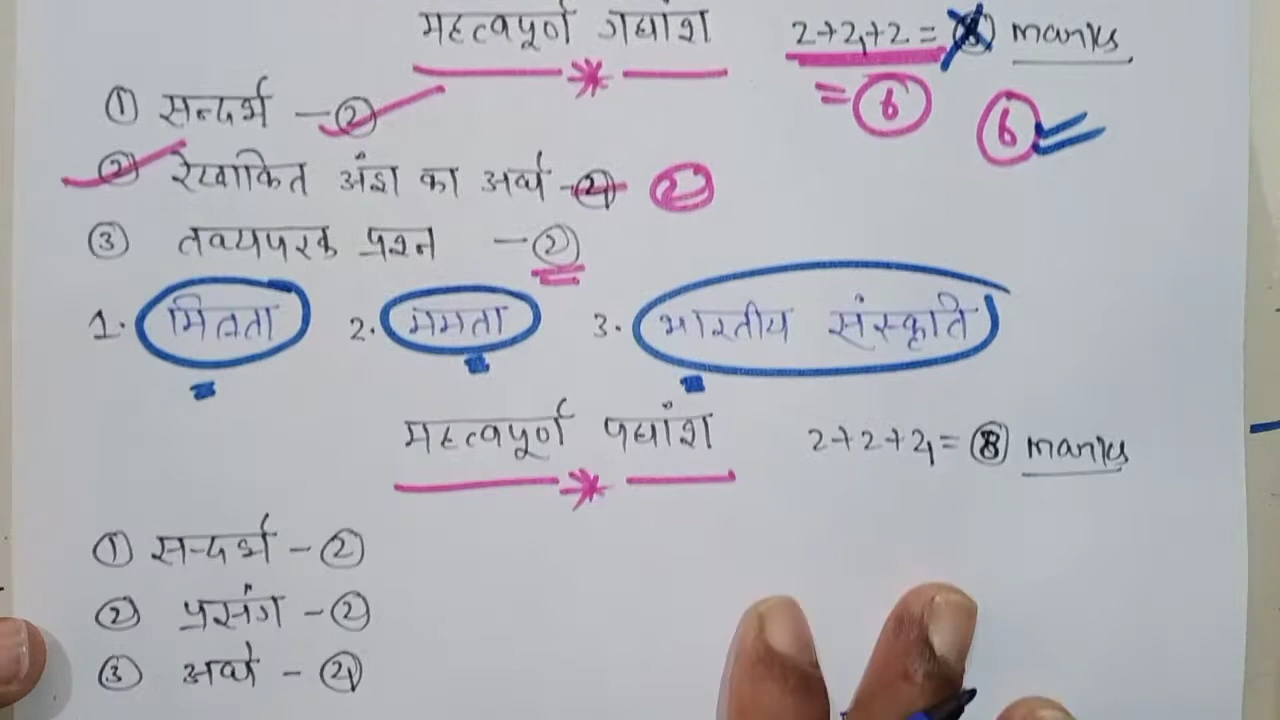 महत्वपूर्ण गद्यांश 2+2+2 = marks
= 6 6
① सन्दर्भ - ②
② रेखांकित अंश का अर्थ - 2
③ तथ्यपरक प्रश्न - ②
1. मित्रता 2. ममता 3. भारतीय संस्कृति
महत्वपूर्ण पद्यांश 2+2+2 = ⑧ marks
① सन्दर्भ - ②
② प्रसंग - ②
③ अर्थ - ②